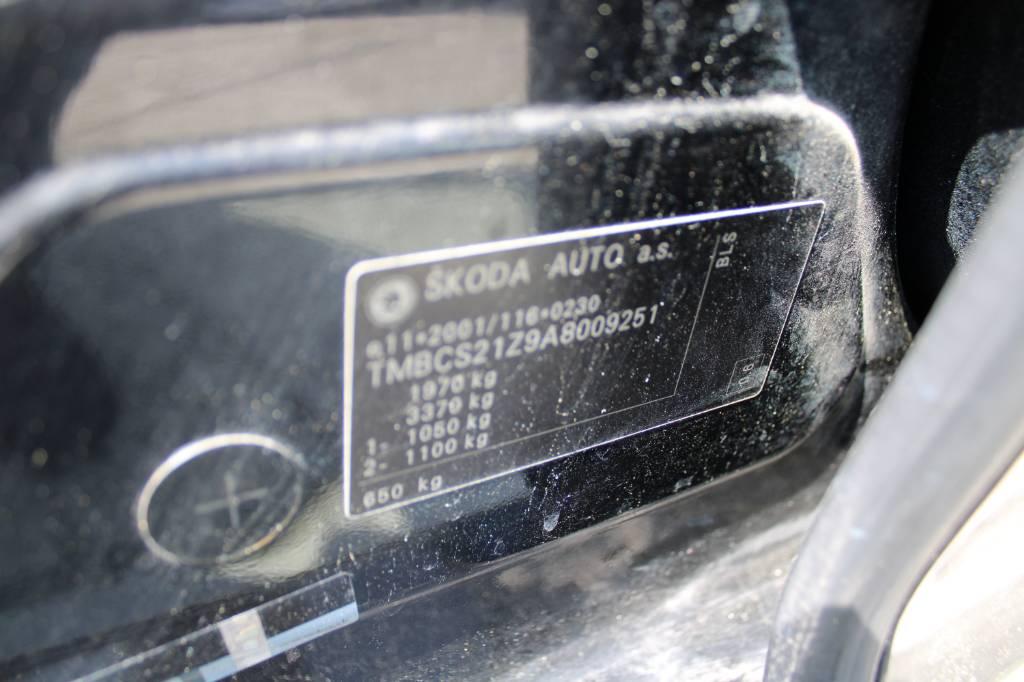 ŠKODA AUTO a.s.
e11*2001/116*0230
TMBCS21Z9A8009251
1970 kg
3370 kg
1- 1050 kg
2- 1100 kg
650 kg
BLS